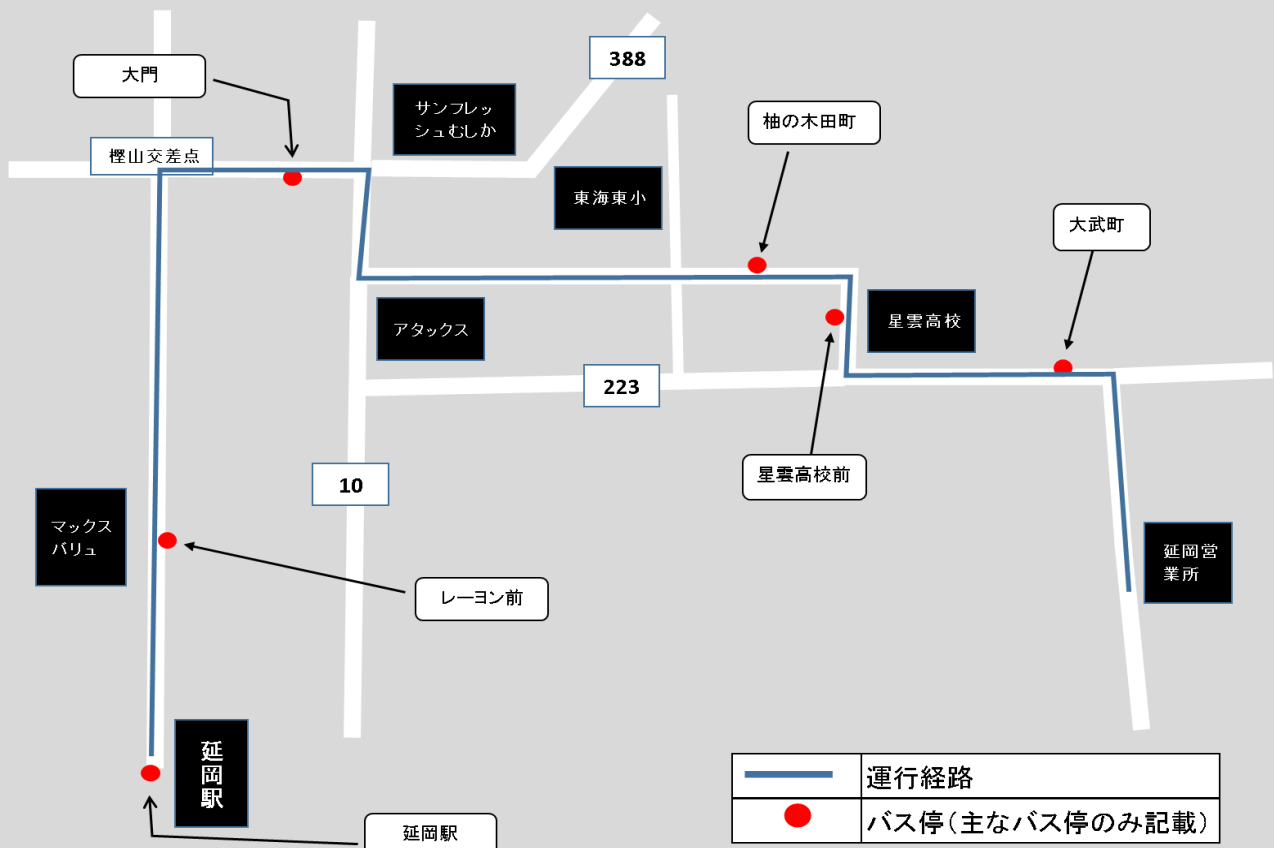 388
大門
サンフレッ
シュむしか
柚の木田町
樫山交差点
東海東小
大武町
アタックス
星雲高校
223
星雲高校前
10
マックス
バリュ
延岡営
業所
レーヨン前
延岡駅
延岡駅
運行経路
バス停(主なバス停のみ記載)